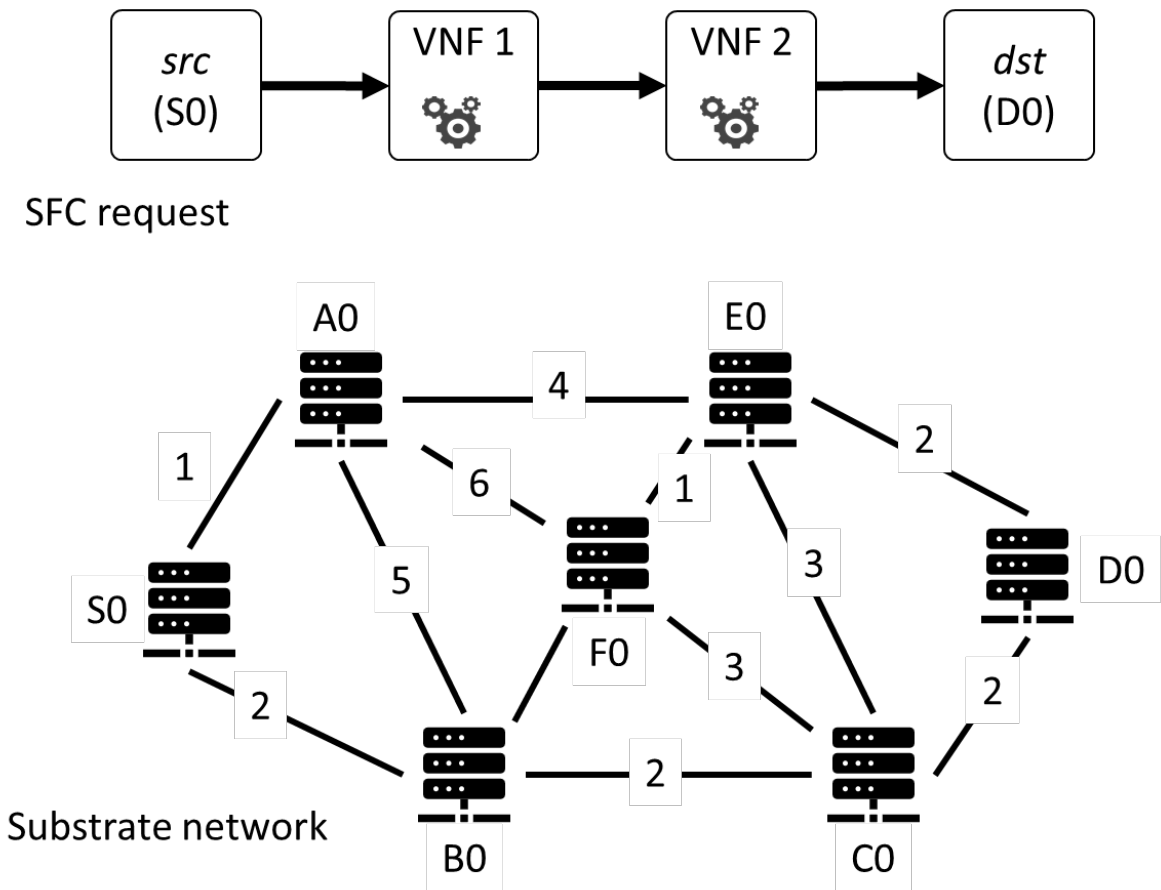 src
(S0)
VNF 1
VNF 2
dst
(D0)
SFC request
A0
E0
4
2
1
6
1
5
3
D0
S0
F0
3
2
2
2
Substrate network
B0
C0